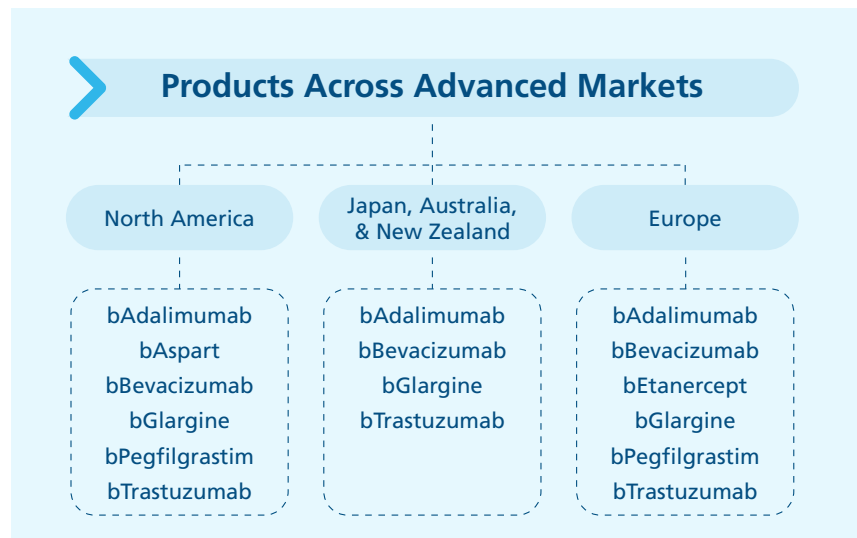 Products Across Advanced Markets
North America
Japan, Australia,
& New Zealand
Europe
bAdalimumab
bAspart
bBevacizumab
bGlargine
bPegfilgrastim
bTrastuzumab
bAdalimumab
bBevacizumab
bGlargine
bTrastuzumab
bAdalimumab
bBevacizumab
bEtanercept
bGlargine
bPegfilgrastim
bTrastuzumab